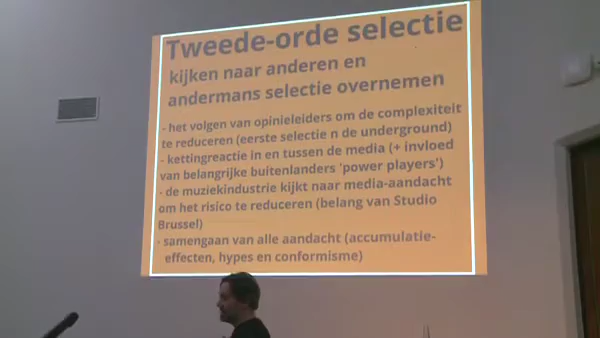 Tweede-orde selectie
kijken naar anderen en
andermans selectie overnemen
- het volgen van opinieleiders om de complexiteit
te reduceren (eerste selectie n de underground)
- kettingreactie in en tussen de media (+ invloed
van belangrijke buitenlanders 'power players')
- de muziekindustrie kijkt naar media-aandacht
om het risico te reduceren (belang van Studio
Brussel)
- samengaan van alle aandacht (accumulatie-
effecten, hypes en conformisme)